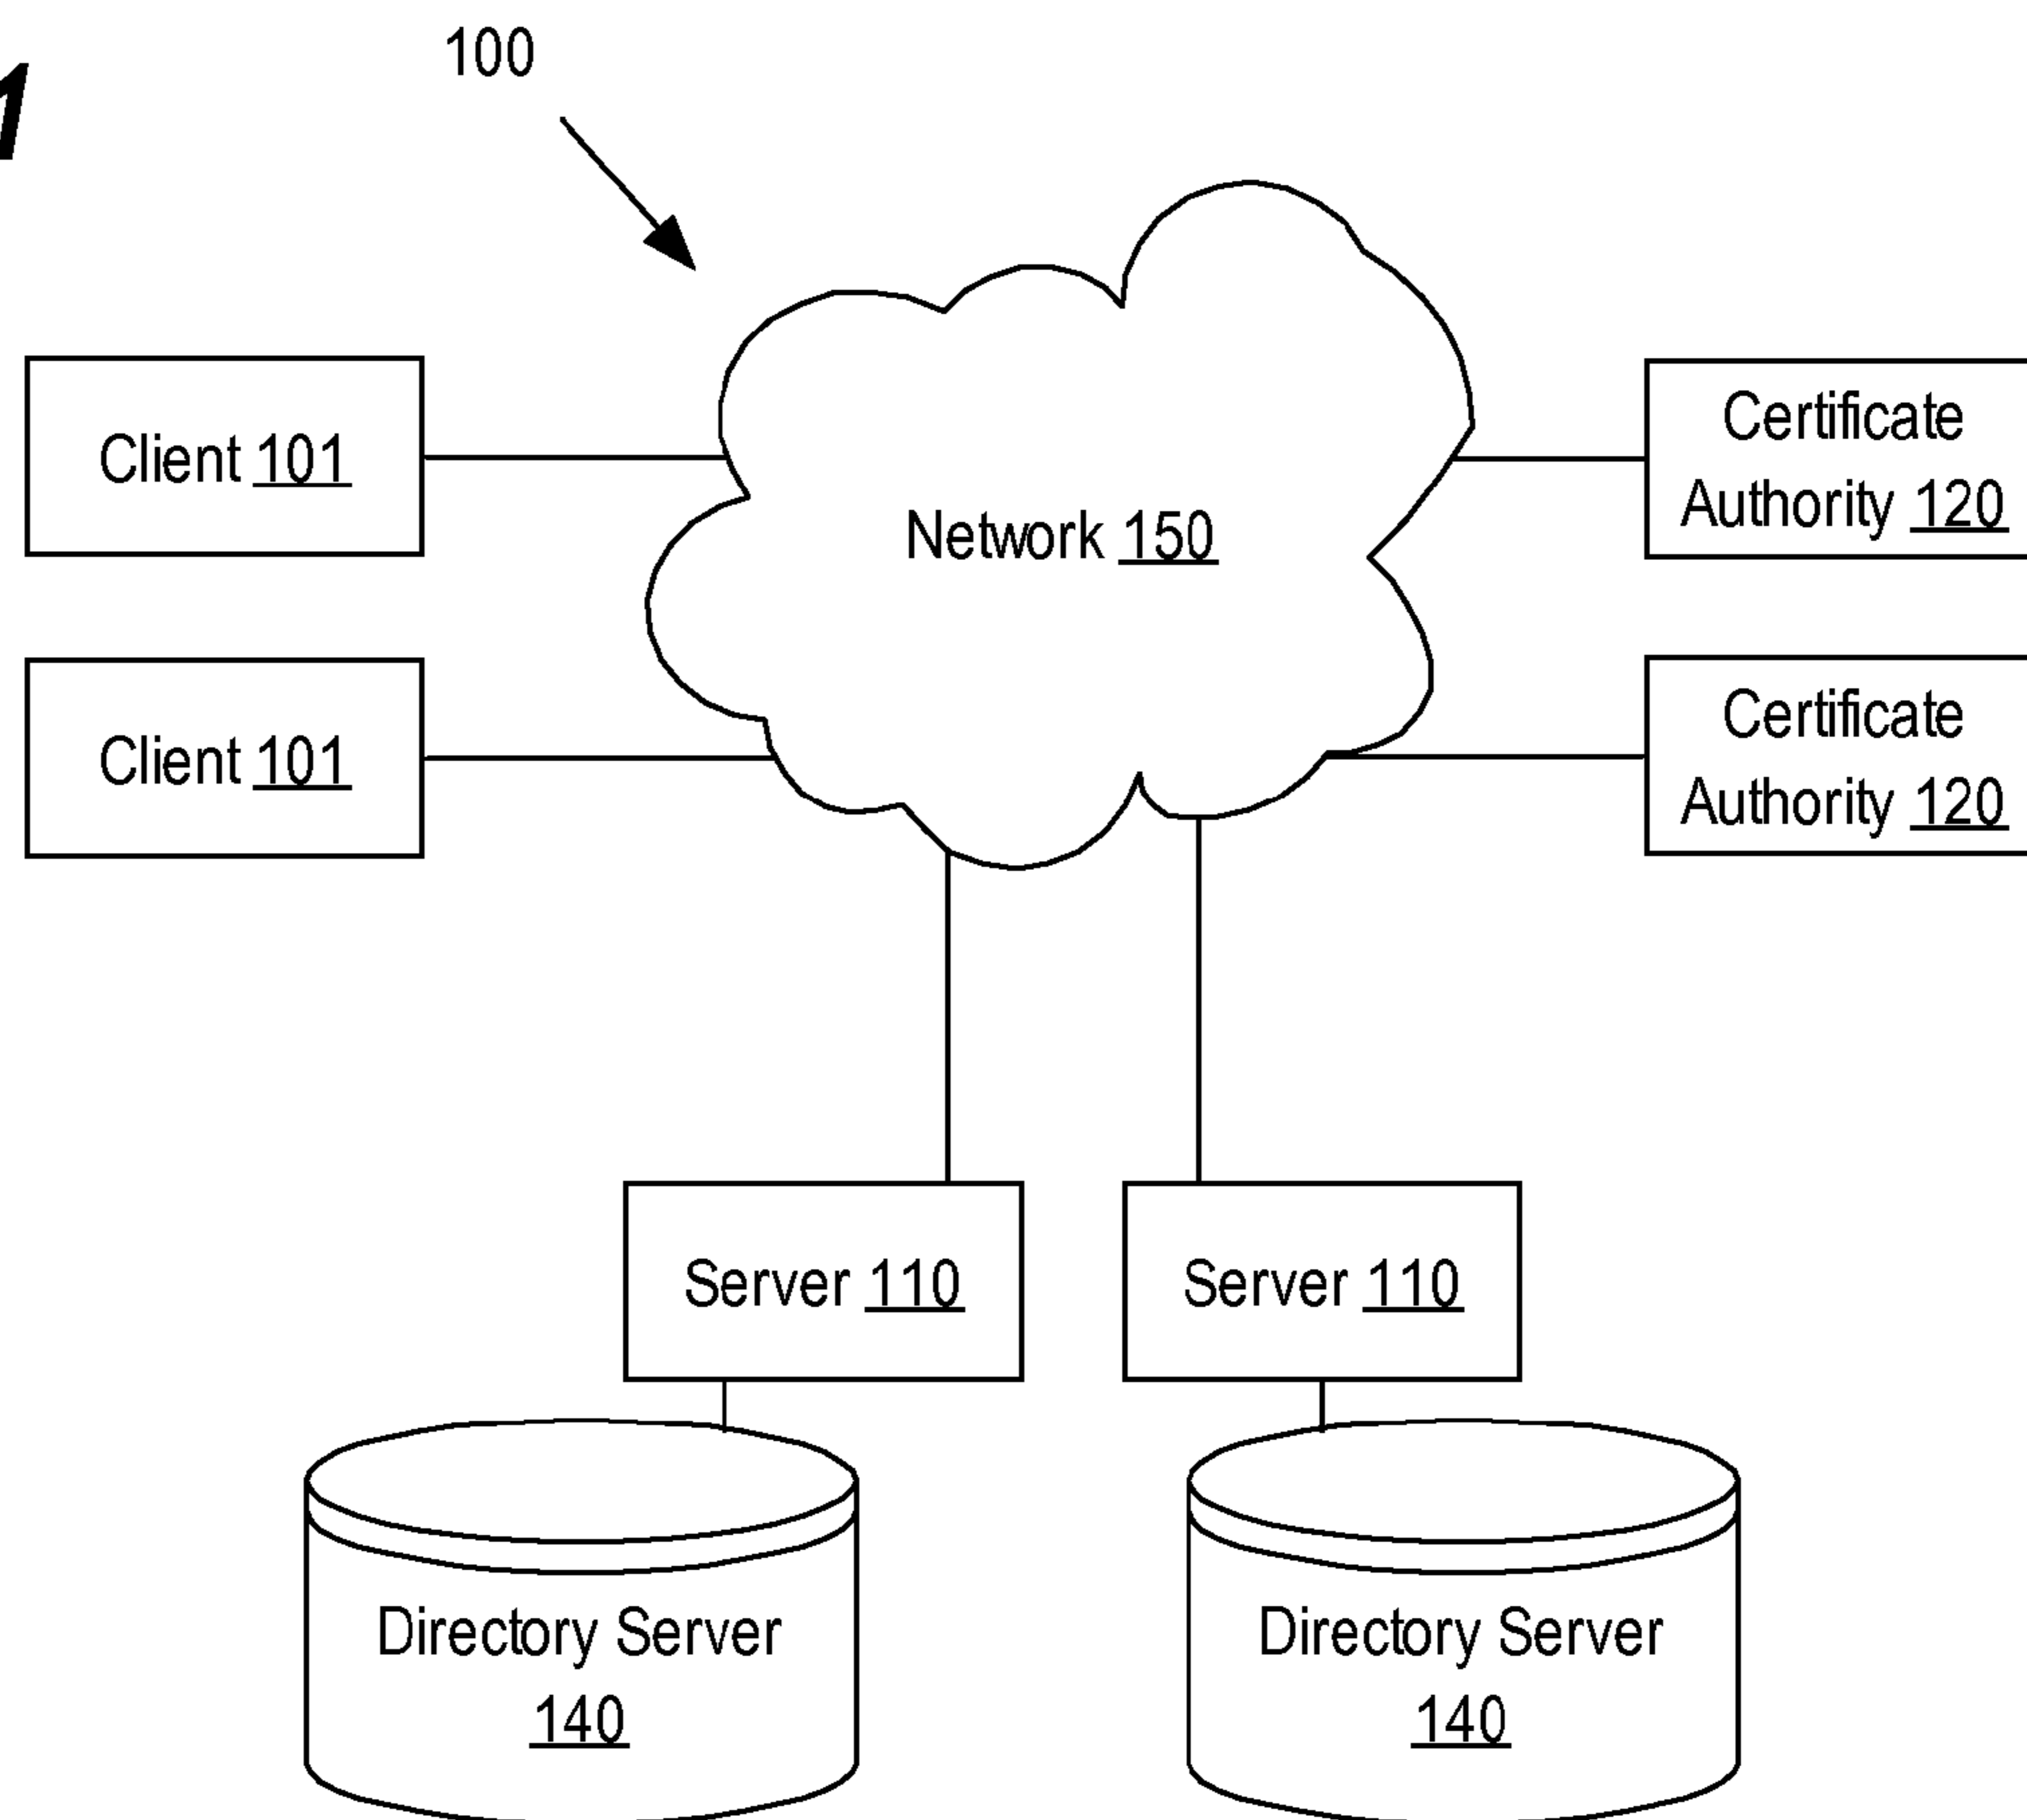 1
100
Client 101
Certificate
Authority 120
Network 150
Client 101
Certificate
Authority 120
Server 110
Server 110
Directory Server
140
Directory Server
140